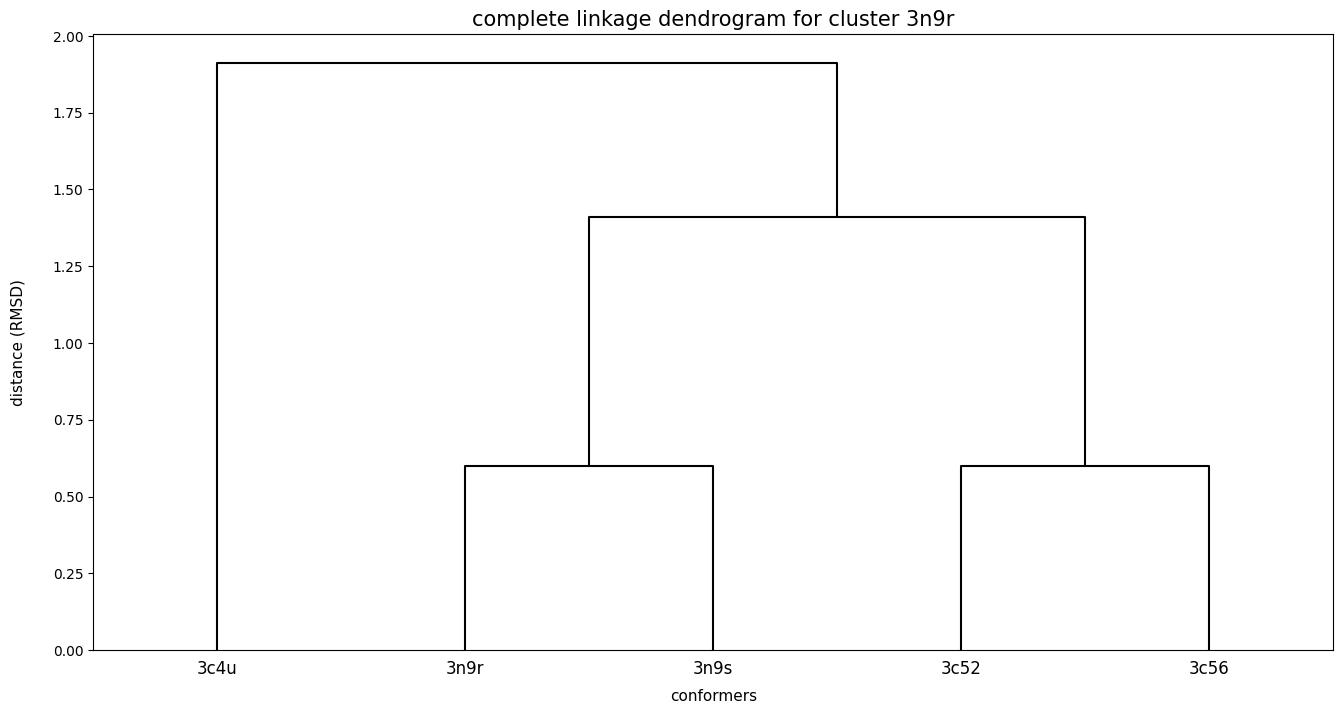 complete linkage dendrogram for cluster 3n9r
2.00
1.75
1.50
1.25
1.00
0.75
0.50
0.25
0.00
distance (RMSD)
3c4u 3n9r 3n9s 3c52 3c56
conformers